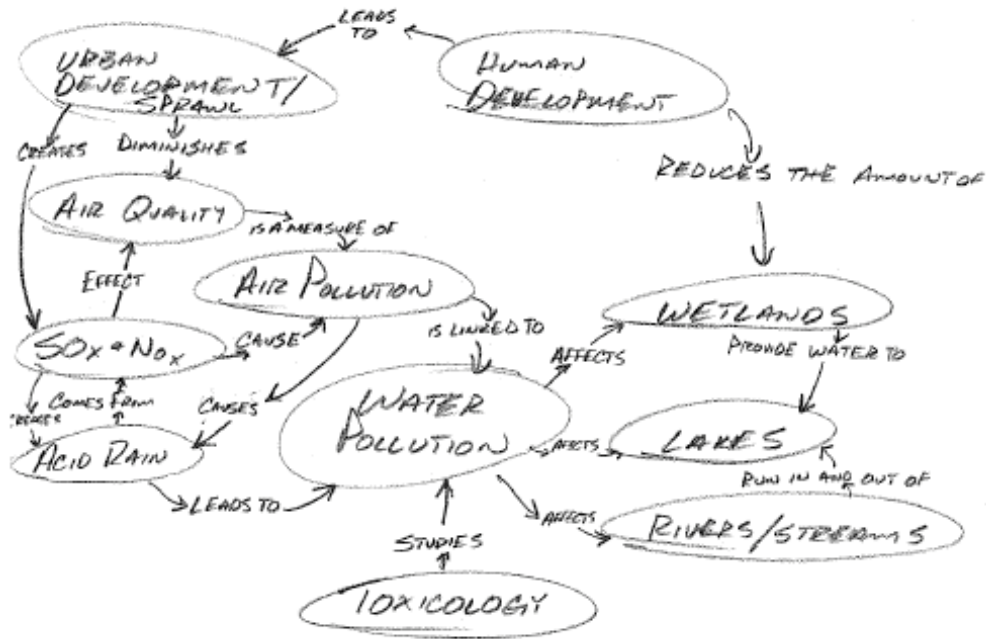 LEADS
TO
URBAN
DEVELOPMENT/
SPRAWL
HUMAN
DEVELOPMENT
CREATES
DIMINISHES
REDUCES THE AMOUNT OF
AIR QUALITY
IS A MEASURE OF
EFFECT
AIR POLLUTION
WETLANDS
IS LINKED TO
SOx & NOx
CAUSE
AFFECTS
PROVIDE WATER TO
COMES FROM
CAUSES
WATER
POLLUTION
LAKES
AFECTS
ACID RAIN
RUN IN AND OUT OF
LEADS TO
AFFECTS
RIVERS/STREAMS
STUDIES
TOXICOLOGY